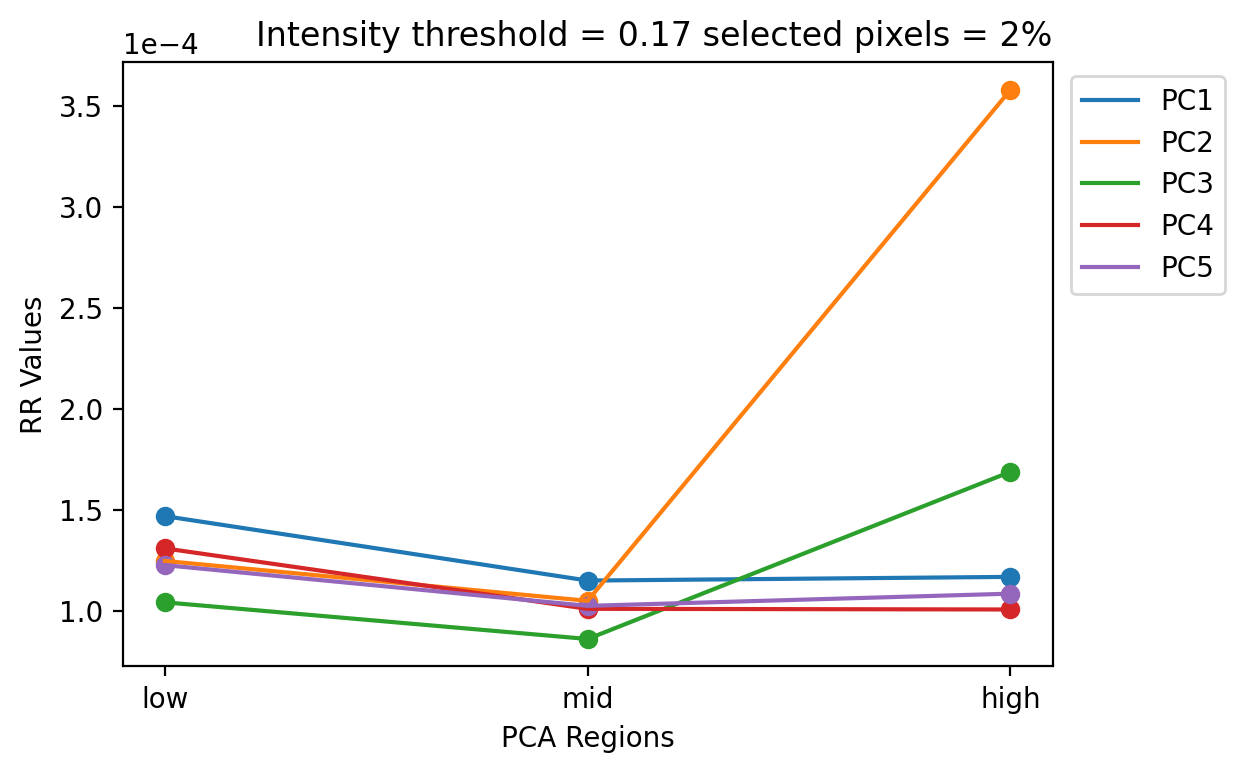 Intensity threshold = 0.17 selected pixels = 2%
1e−4
3.5
3.0
2.5
2.0
1.5
1.0
RR Values
low mid high
PCA Regions
PC1
PC2
PC3
PC4
PC5